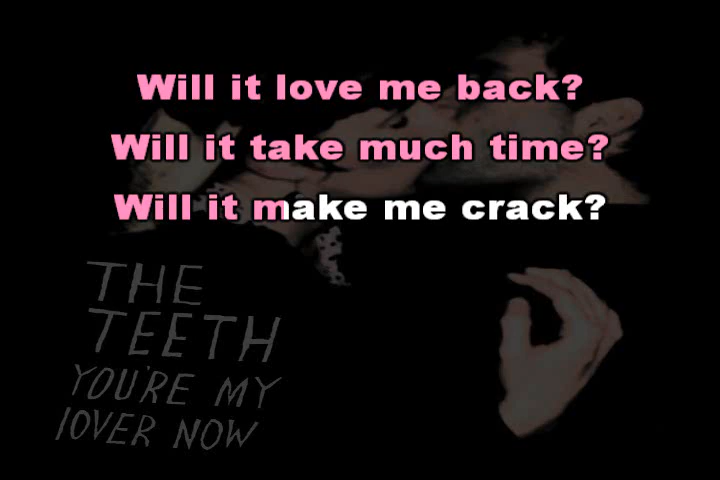 Will it love me back?
Will it take much time?
Will it make me crack?
THE
TEETH
YOU'RE MY
LOVER NOW